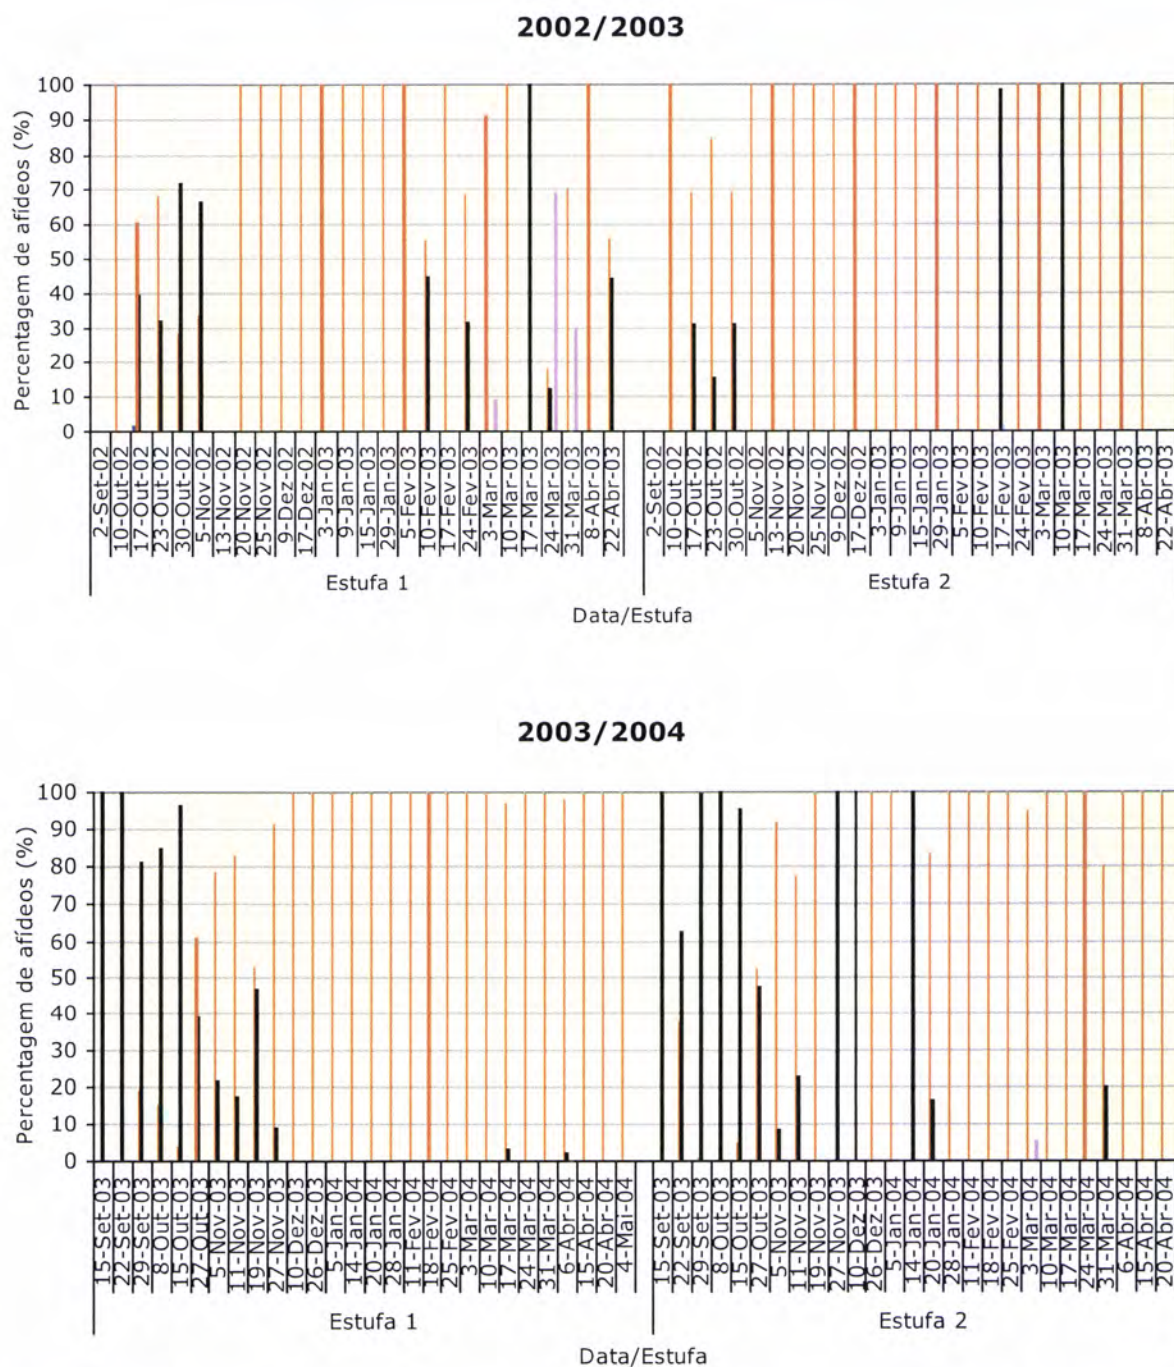 2002/2003
Percentagem de afídeos (%)
100
90
80
70
60
50
40
30
20
10
0
2-Set-02
10-Out-02
17-Out-02
23-Out-02
30-Out-02
5-Nov-02
13-Nov-02
20-Nov-02
25-Nov-02
9-Dez-02
17-Dez-02
3-Jan-03
9-Jan-03
15-Jan-03
29-Jan-03
5-Fev-03
10-Fev-03
17-Fev-03
24-Fev-03
3-Mar-03
10-Mar-03
17-Mar-03
24-Mar-03
31-Mar-03
8-Abr-03
22-Abr-03
2-Set-02
10-Out-02
17-Out-02
23-Out-02
30-Out-02
5-Nov-02
13-Nov-02
20-Nov-02
25-Nov-02
9-Dez-02
17-Dez-02
3-Jan-03
9-Jan-03
15-Jan-03
29-Jan-03
5-Fev-03
10-Fev-03
17-Fev-03
24-Fev-03
3-Mar-03
10-Mar-03
17-Mar-03
24-Mar-03
31-Mar-03
8-Abr-03
22-Abr-03
Estufa 1
Estufa 2
Data/Estufa
2003/2004
Percentagem de afídeos (%)
100
90
80
70
60
50
40
30
20
10
0
15-Set-03
22-Set-03
29-Set-03
8-Out-03
15-Out-03
27-Out-03
5-Nov-03
11-Nov-03
19-Nov-03
27-Nov-03
10-Dez-03
26-Dez-03
5-Jan-04
14-Jan-04
20-Jan-04
28-Jan-04
11-Fev-04
18-Fev-04
25-Fev-04
3-Mar-04
10-Mar-04
17-Mar-04
24-Mar-04
31-Mar-04
6-Abr-04
15-Abr-04
20-Abr-04
4-Mai-04
15-Set-03
22-Set-03
29-Set-03
8-Out-03
15-Out-03
27-Out-03
5-Nov-03
11-Nov-03
19-Nov-03
27-Nov-03
10-Dez-03
26-Dez-03
5-Jan-04
14-Jan-04
20-Jan-04
28-Jan-04
11-Fev-04
18-Fev-04
25-Fev-04
3-Mar-04
10-Mar-04
17-Mar-04
24-Mar-04
31-Mar-04
6-Abr-04
15-Abr-04
20-Abr-04
Estufa 1
Estufa 2
Data/Estufa